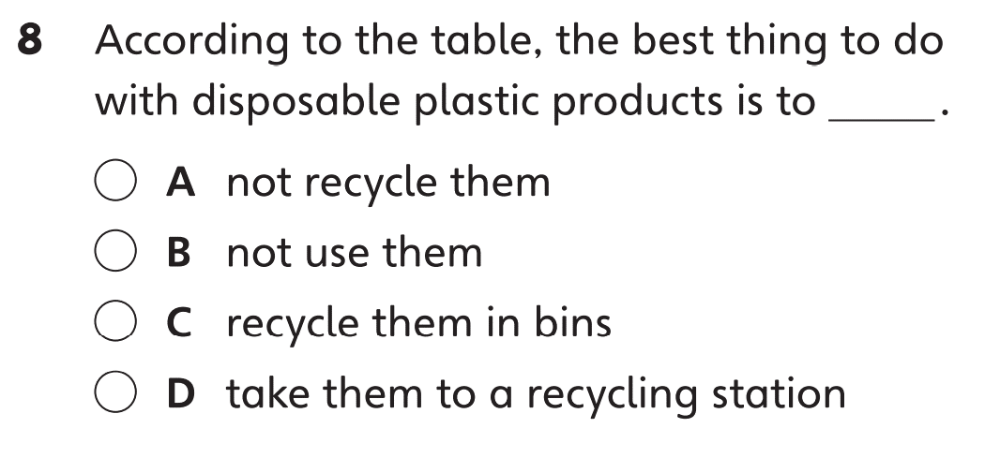 8 According to the table, the best thing to do
with disposable plastic products is to _____.
A not recycle them
B not use them
C recycle them in bins
D take them to a recycling station